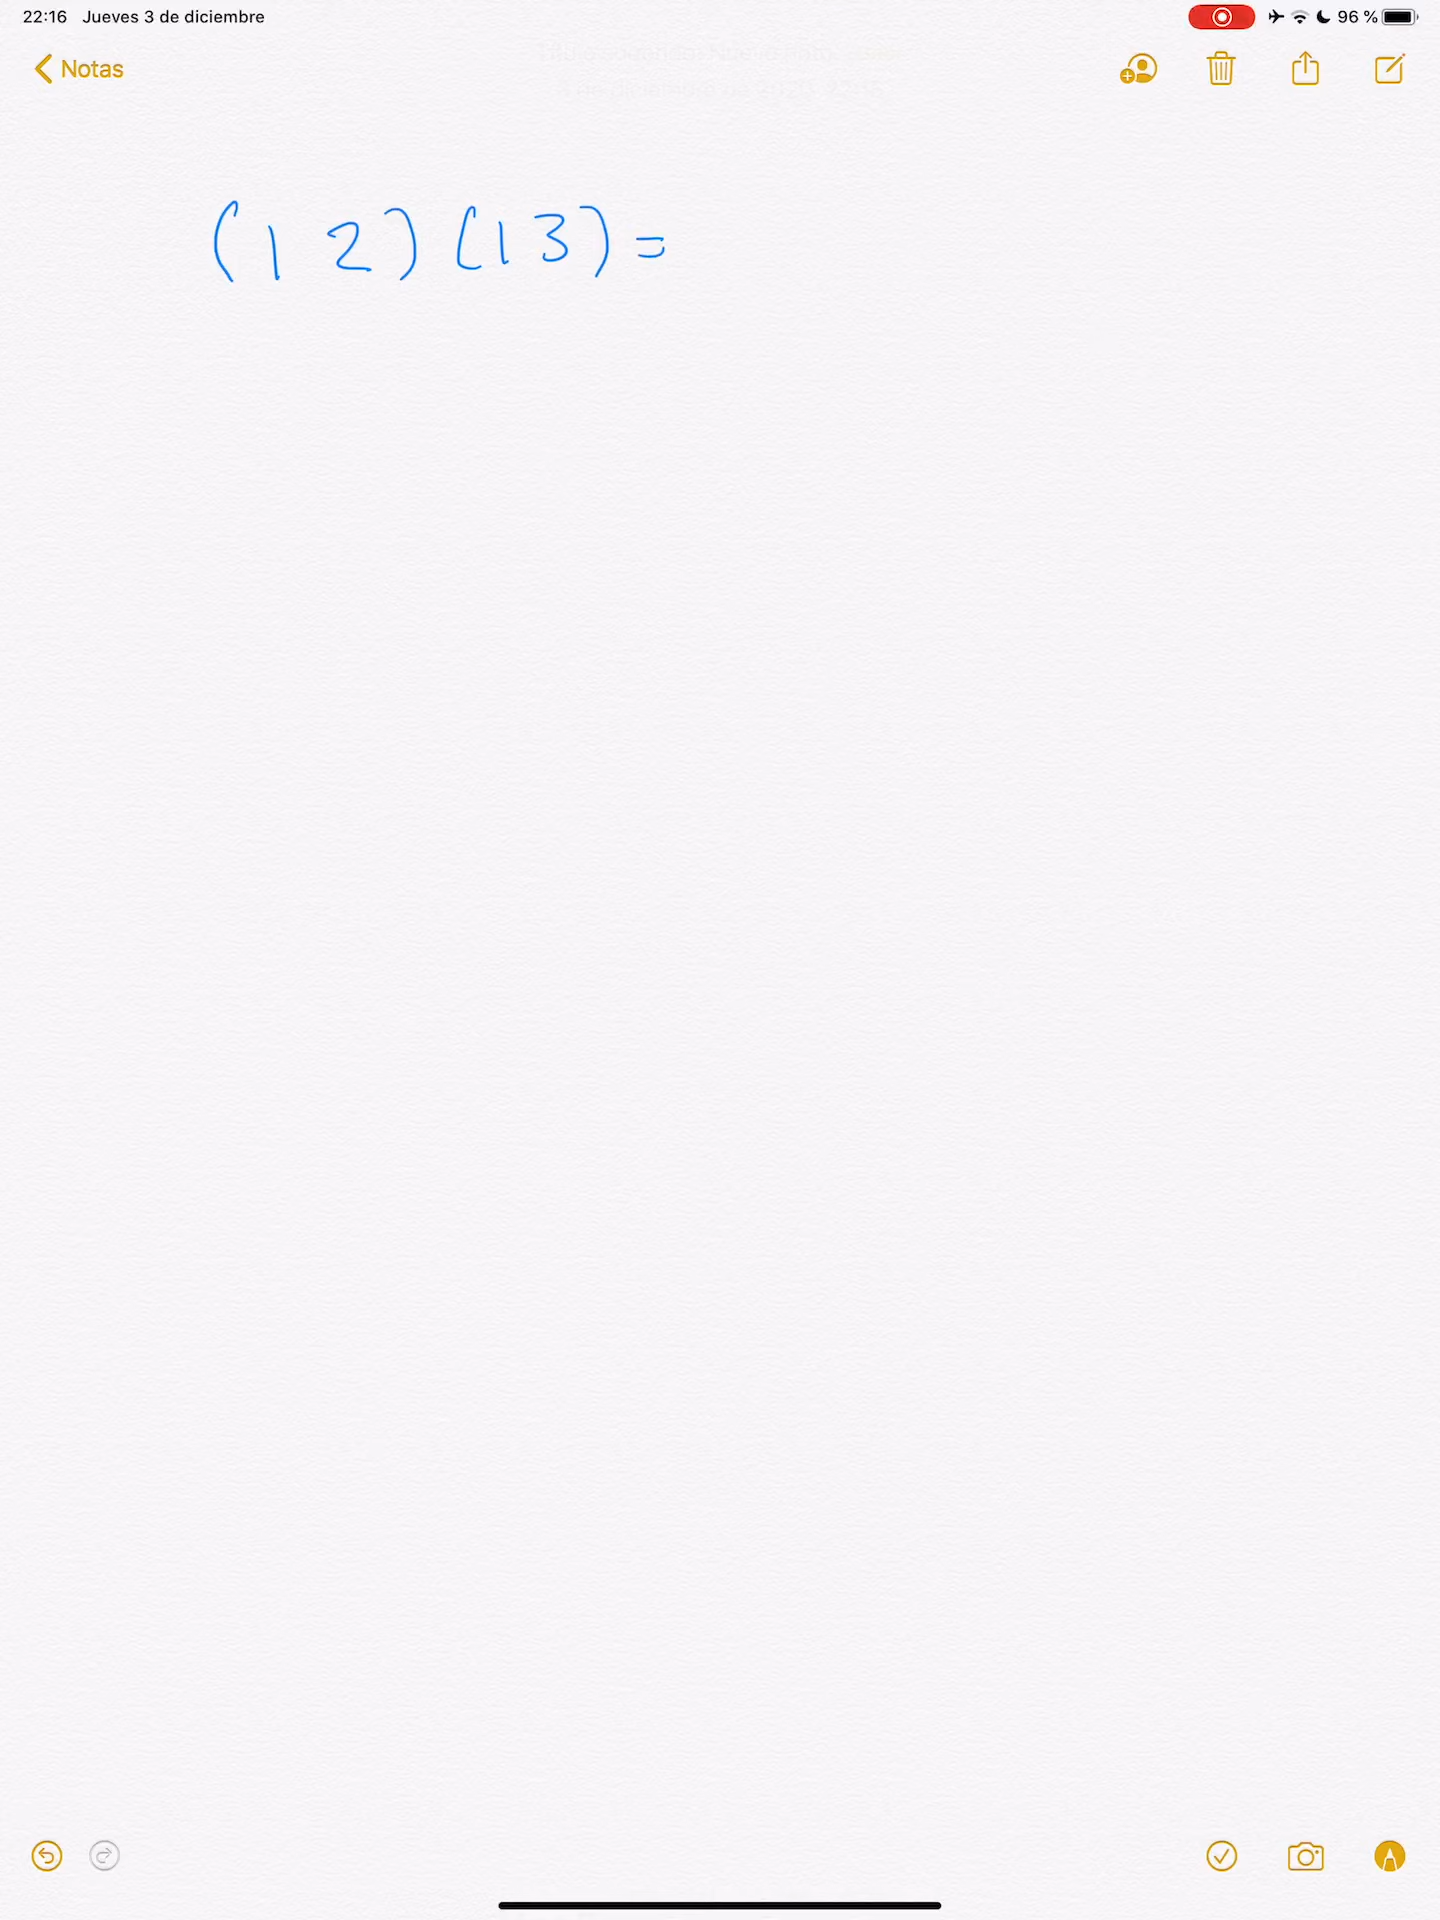 22:16 Jueves 3 de diciembre 96 %
Notas
(1 2) (1 3) =